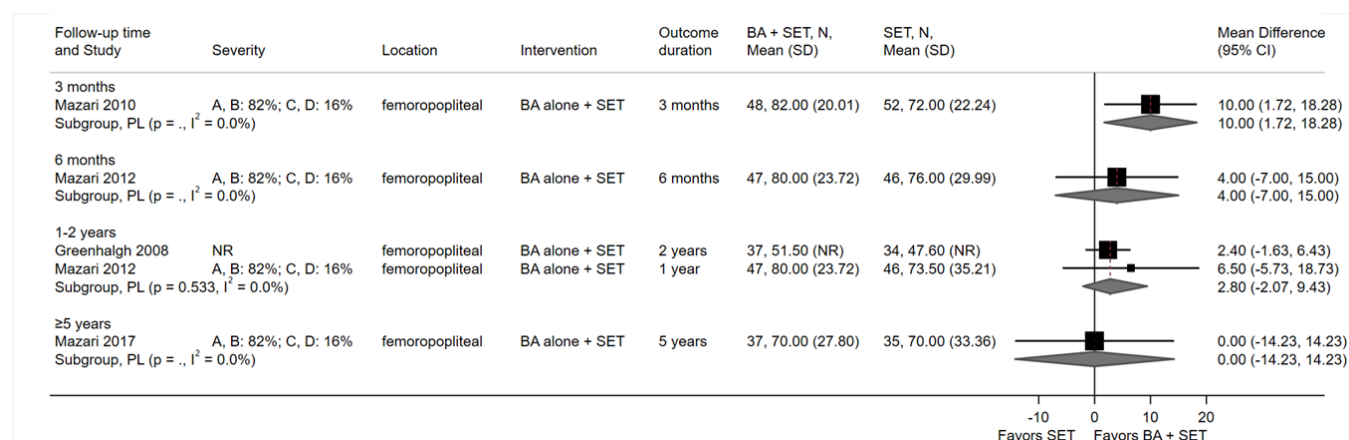 Follow-up time and Study Severity Location Intervention Outcome duration BA + SET, N, Mean (SD) SET, N, Mean (SD) Mean Difference (95% CI)
3 months
Mazari 2010 A, B: 82%; C, D: 16% femoropopliteal BA alone + SET 3 months 48, 82.00 (20.01) 52, 72.00 (22.24) 10.00 (1.72, 18.28)
Subgroup, PL (p = ., I² = 0.0%) 10.00 (1.72, 18.28)
6 months
Mazari 2012 A, B: 82%; C, D: 16% femoropopliteal BA alone + SET 6 months 47, 80.00 (23.72) 46, 76.00 (29.99) 4.00 (-7.00, 15.00)
Subgroup, PL (p = ., I² = 0.0%) 4.00 (-7.00, 15.00)
1-2 years
Greenhalgh 2008 NR femoropopliteal BA alone + SET 2 years 37, 51.50 (NR) 34, 47.60 (NR) 2.40 (-1.63, 6.43)
Mazari 2012 A, B: 82%; C, D: 16% femoropopliteal BA alone + SET 1 year 47, 80.00 (23.72) 46, 73.50 (35.21) 6.50 (-5.73, 18.73)
Subgroup, PL (p = 0.533, I² = 0.0%) 2.80 (-2.07, 9.43)
≥5 years
Mazari 2017 A, B: 82%; C, D: 16% femoropopliteal BA alone + SET 5 years 37, 70.00 (27.80) 35, 70.00 (33.36) 0.00 (-14.23, 14.23)
Subgroup, PL (p = ., I² = 0.0%) 0.00 (-14.23, 14.23)
-10 0 10 20
Favors SET Favors BA + SET